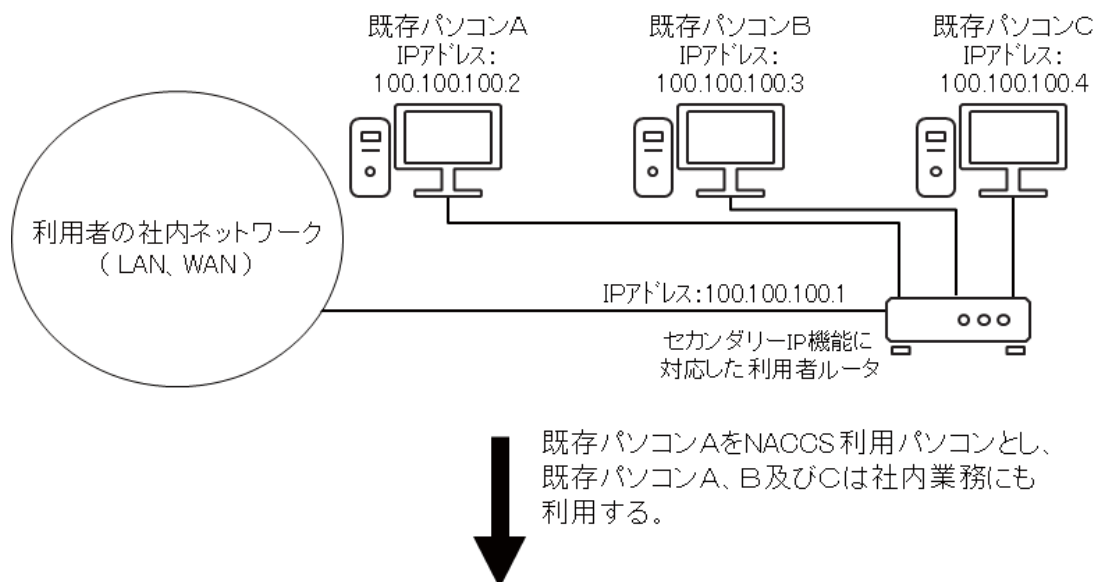 既存パソコンA
IPアドレス:
100.100.100.2
既存パソコンB
IPアドレス:
100.100.100.3
既存パソコンC
IPアドレス:
100.100.100.4
利用者の社内ネットワーク
(LAN、WAN)
IPアドレス:100.100.100.1
セカンダリーIP機能に
対応した利用者ルータ
既存パソコンAをNACCS利用パソコンとし、
既存パソコンA、B及びCは社内業務にも
利用する。